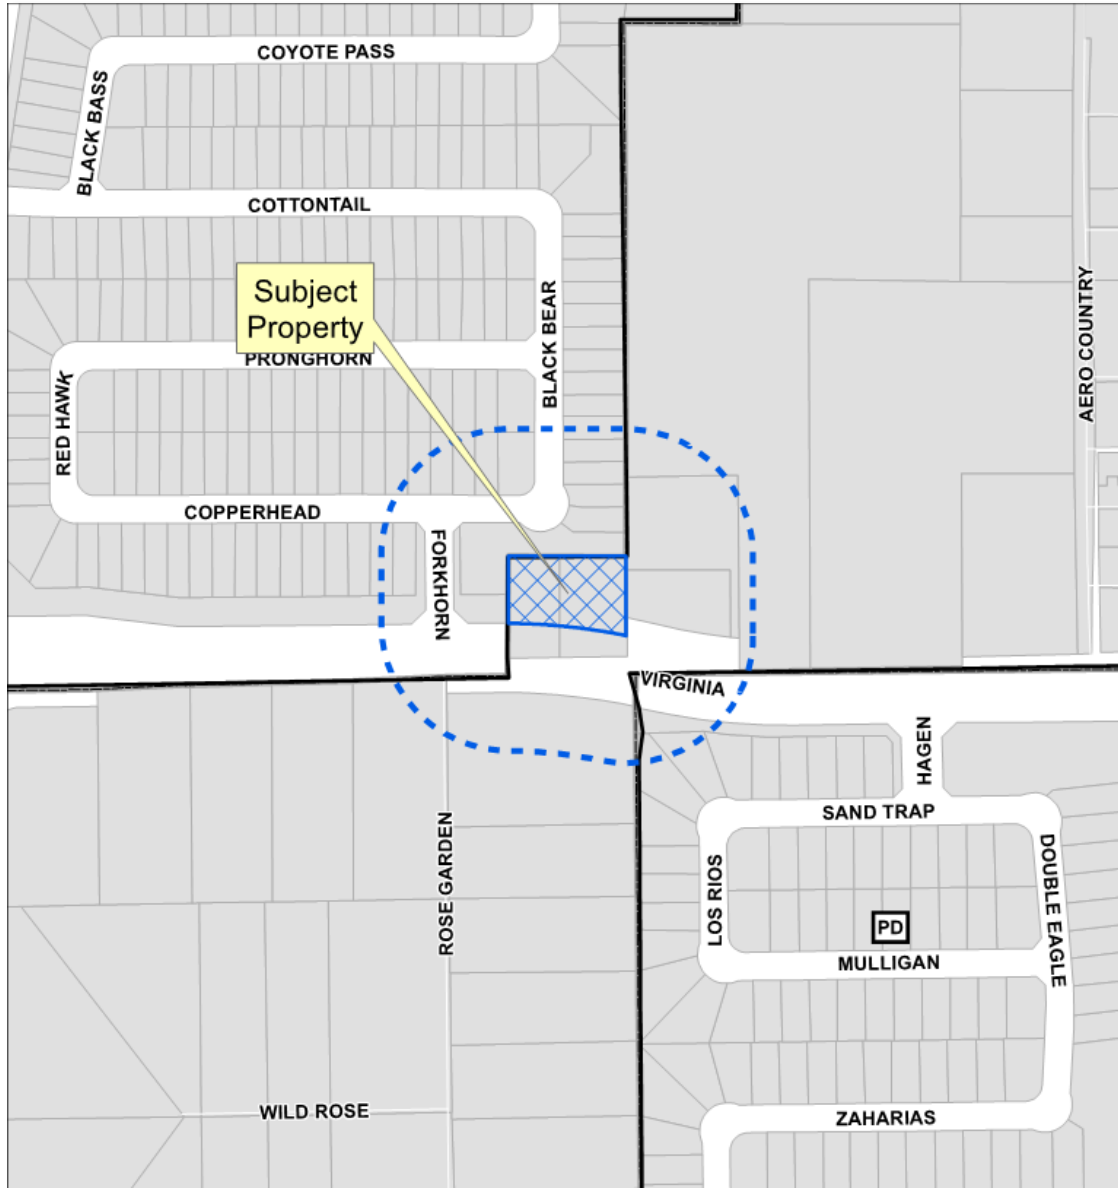 COYOTE PASS
BLACK BASS
COTTONTAIL
Subject
Property
PRONGHORN
BLACK BEAR
AERO COUNTRY
RED HAWK
COPPERHEAD
FORKHORN
VIRGINIA
HAGEN
SAND TRAP
ROSE GARDEN
LOS RIOS
DOUBLE EAGLE
PD
MULLIGAN
WILD ROSE
ZAHARIAS